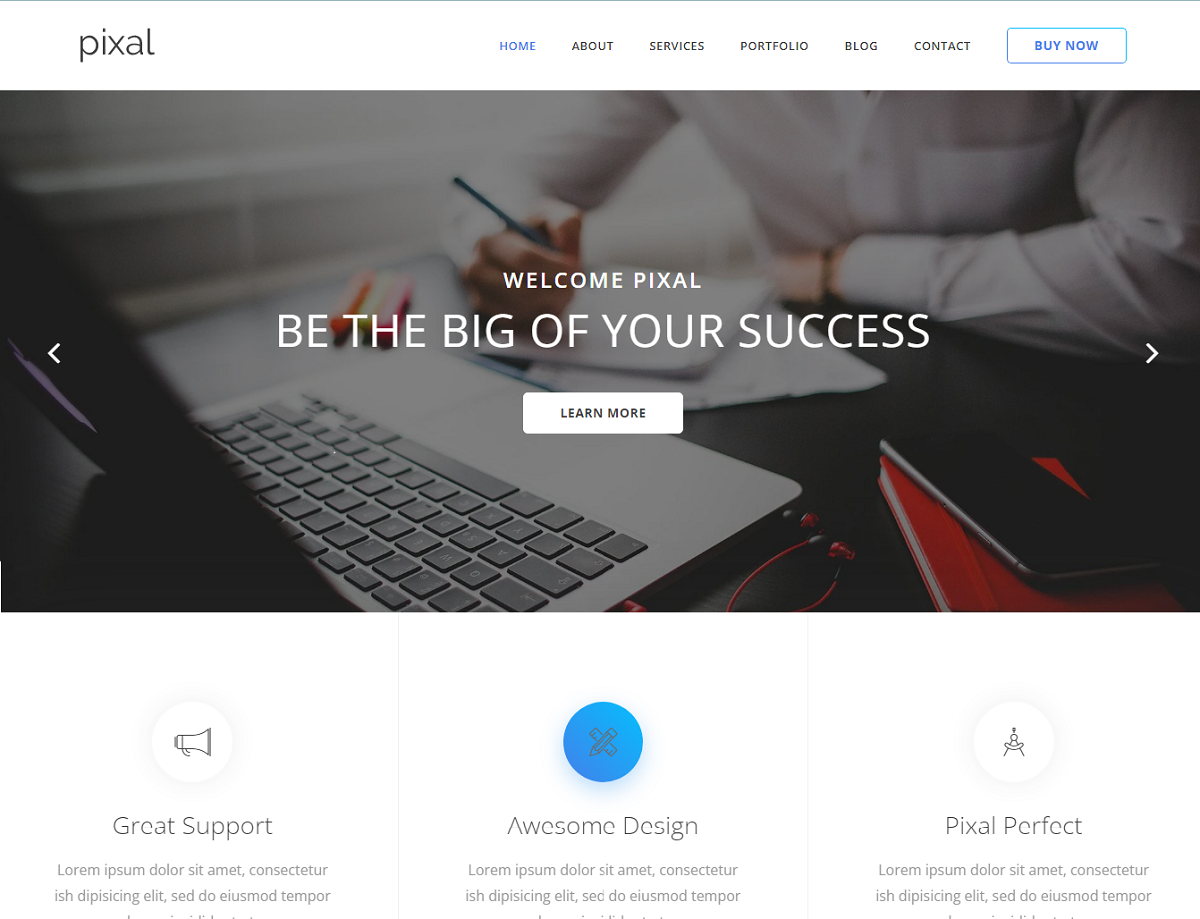 pixal
HOME ABOUT SERVICES PORTFOLIO BLOG CONTACT BUY NOW
WELCOME PIXAL
BE THE BIG OF YOUR SUCCESS
LEARN MORE
Great Support
Lorem ipsum dolor sit amet, consectetur
ish dipisicing elit, sed do eiusmod tempor
Awesome Design
Lorem ipsum dolor sit amet, consectetur
ish dipisicing elit, sed do eiusmod tempor
Pixal Perfect
Lorem ipsum dolor sit amet, consectetur
ish dipisicing elit, sed do eiusmod tempor